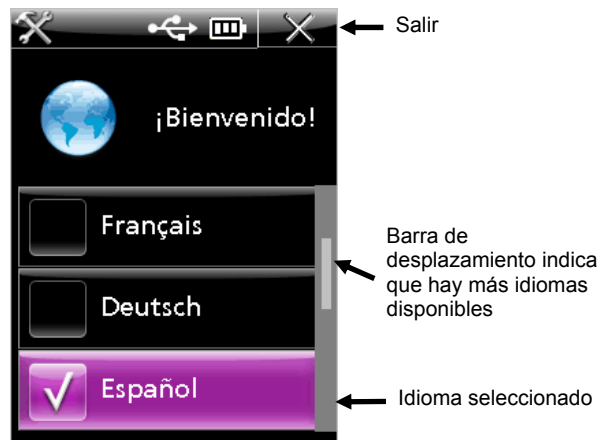 Salir
¡Bienvenido!
Français
Barra de
desplazamiento indica
que hay más idiomas
disponibles
Deutsch
Español
Idioma seleccionado